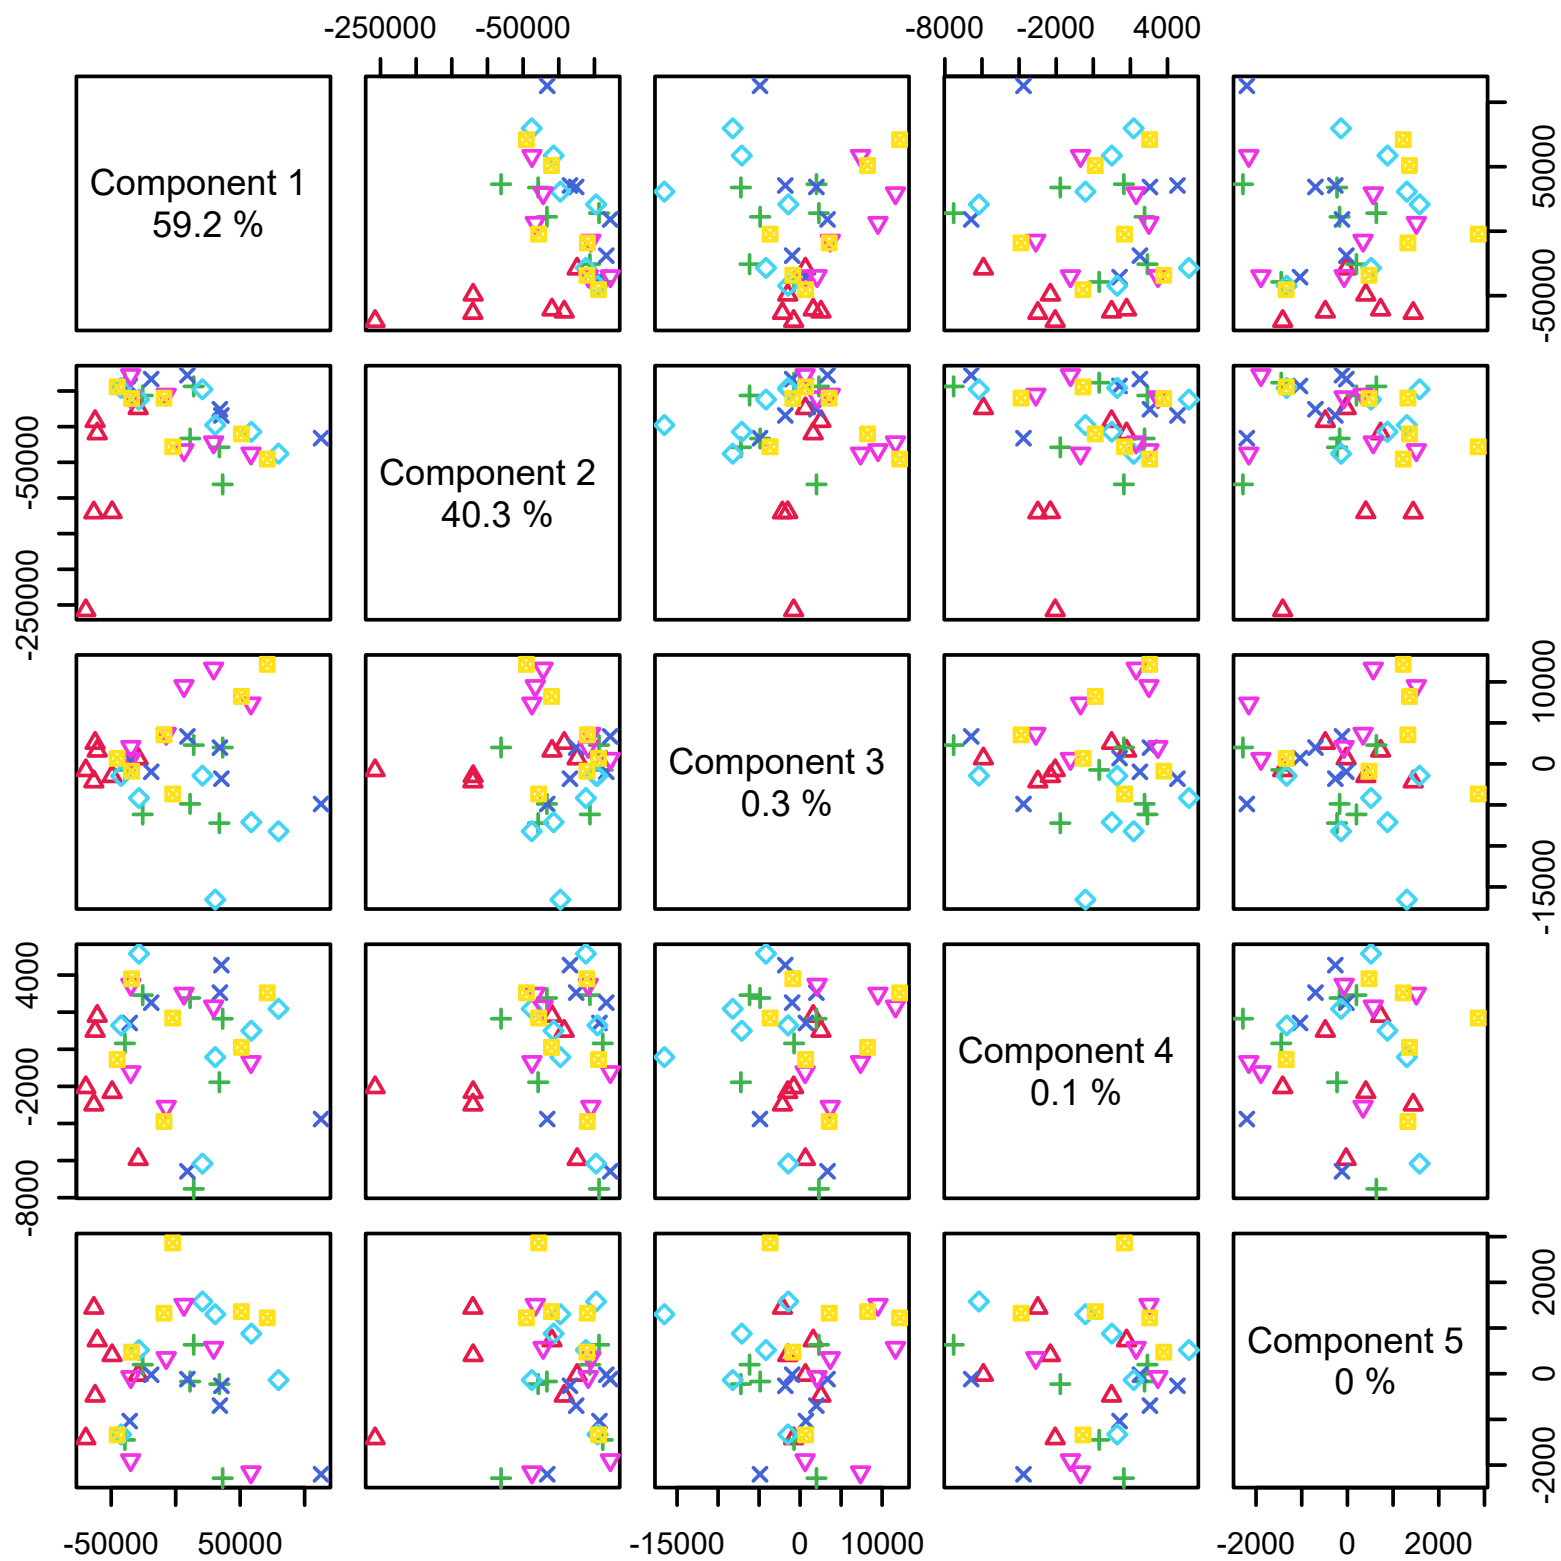 -250000 -50000 -8000 -2000 4000
Component 1
59.2 %
-50000 50000
-250000 -50000
Component 2
40.3 %
Component 3
0.3 %
-15000 0 10000
-8000 -2000 4000
Component 4
0.1 %
Component 5
0 %
-2000 0 2000
-50000 50000 -15000 0 10000 -2000 0 2000